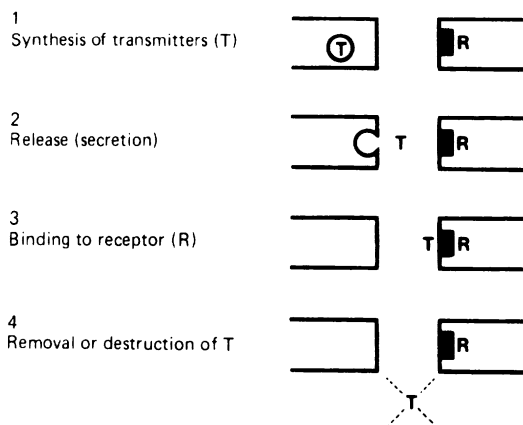 1
Synthesis of transmitters (T)
T
R
2
Release (secretion)
T
R
3
Binding to receptor (R)
T
R
4
Removal or destruction of T
R
T